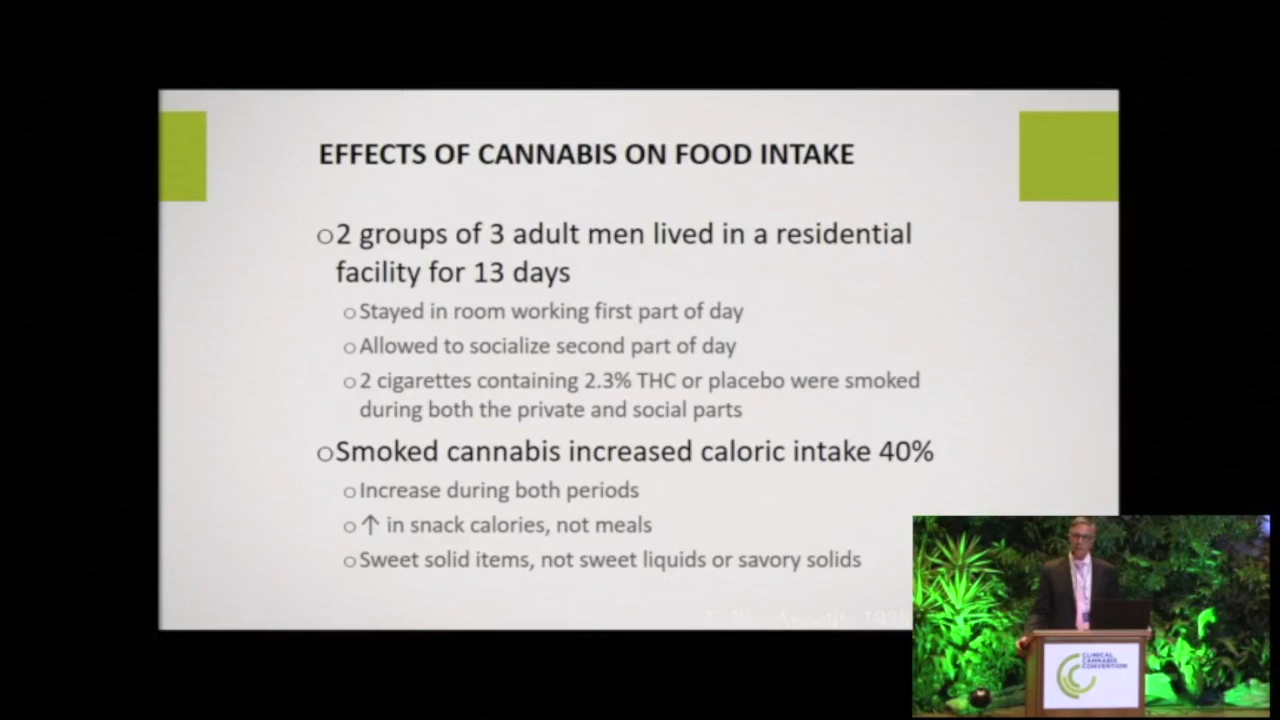 EFFECTS OF CANNABIS ON FOOD INTAKE
○2 groups of 3 adult men lived in a residential
facility for 13 days
○Stayed in room working first part of day
○Allowed to socialize second part of day
○2 cigarettes containing 2.3% THC or placebo were smoked
during both the private and social parts
○Smoked cannabis increased caloric intake 40%
○Increase during both periods
○↑ in snack calories, not meals
○Sweet solid items, not sweet liquids or savory solids
CLINICAL
CANNABIS
CONVENTION